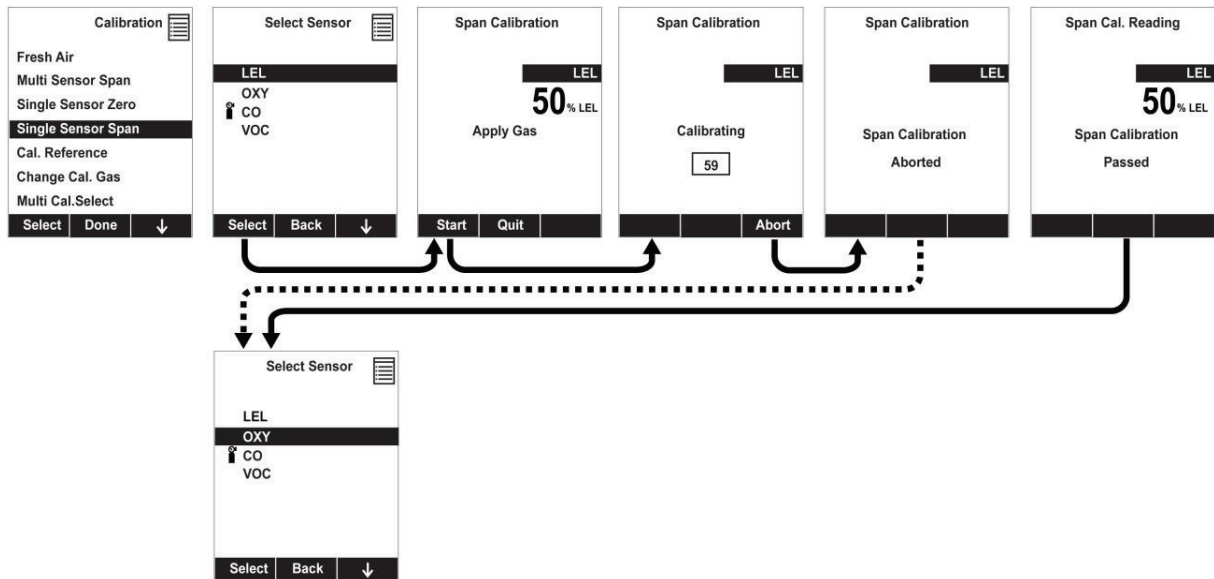 Calibration
Fresh Air
Multi Sensor Span
Single Sensor Zero
Single Sensor Span
Cal. Reference
Change Cal. Gas
Multi Cal.Select
Select Done ↓
Select Sensor
LEL
OXY
CO
VOC
Select Back ↓
Span Calibration
LEL
50 % LEL
Apply Gas
Start Quit
Span Calibration
LEL
Calibrating
59
Abort
Span Calibration
LEL
Span Calibration
Aborted
Span Cal. Reading
LEL
50 % LEL
Span Calibration
Passed
Select Sensor
LEL
OXY
CO
VOC
Select Back ↓